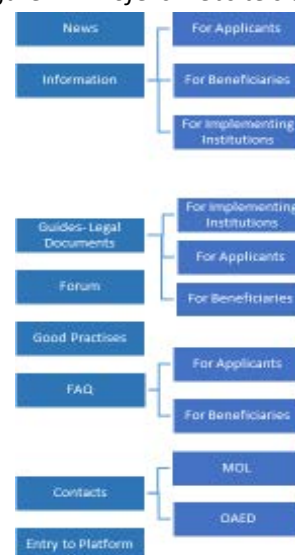 News
For Applicants
Information
For Beneficiaries
For Implementing
Institutions
For Implementing
Institutions
Guides- Legal
Documents
For Applicants
Forum
For Beneficiaries
Good Practises
For Applicants
FAQ
For Beneficiaries
MOL
Contacts
OAED
Entry to Platform